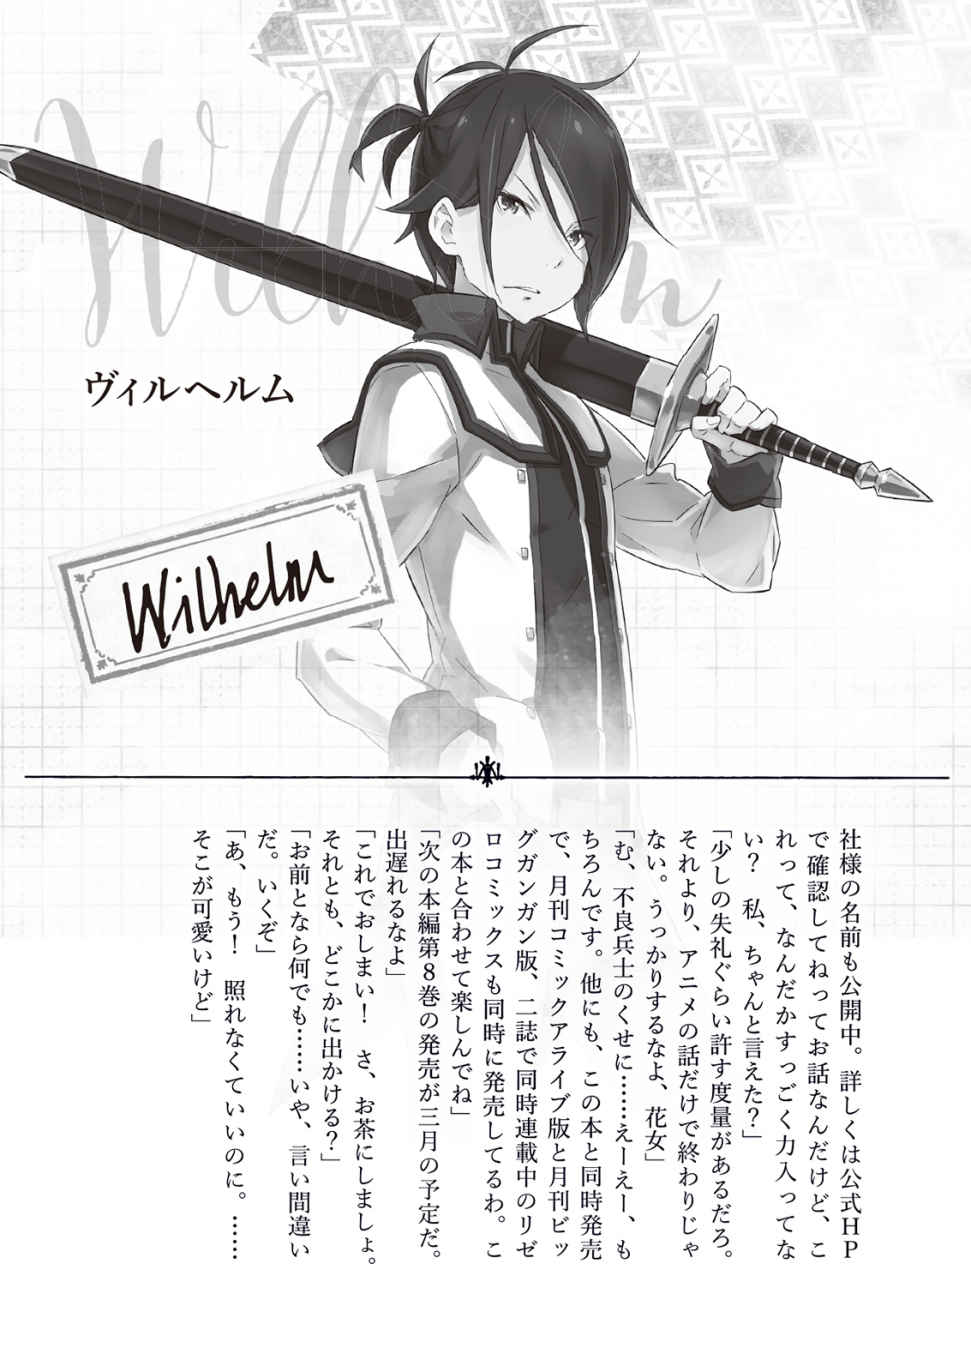 Wilhelm
ヴィルヘルム
Wilhelm
社様の名前も公開中。詳しくは公式ＨＰ
で確認してねってお話なんだけど、こ
れって、なんだかすっごく力入ってな
い？　私、ちゃんと言えた？」
「少しの失礼ぐらい許す度量があるだろ。
それより、アニメの話だけで終わりじゃ
ない。うっかりするなよ、花女」
「む、不良兵士のくせに……えーえー、も
ちろんです。他にも、この本と同時発売
で、月刊コミックアライブ版と月刊ビッ
グガンガン版、二誌で同時連載中のリゼ
ロコミックスも同時に発売してるわ。こ
の本と合わせて楽しんでね」
「次の本編第８巻の発売が三月の予定だ。
出遅れるなよ」
「これでおしまい！　さ、お茶にしましょ。
それとも、どこかに出かける？」
「お前となら何でも……いや、言い間違い
だ。いくぞ」
「あ、もう！　照れなくていいのに。……
そこが可愛いけど」